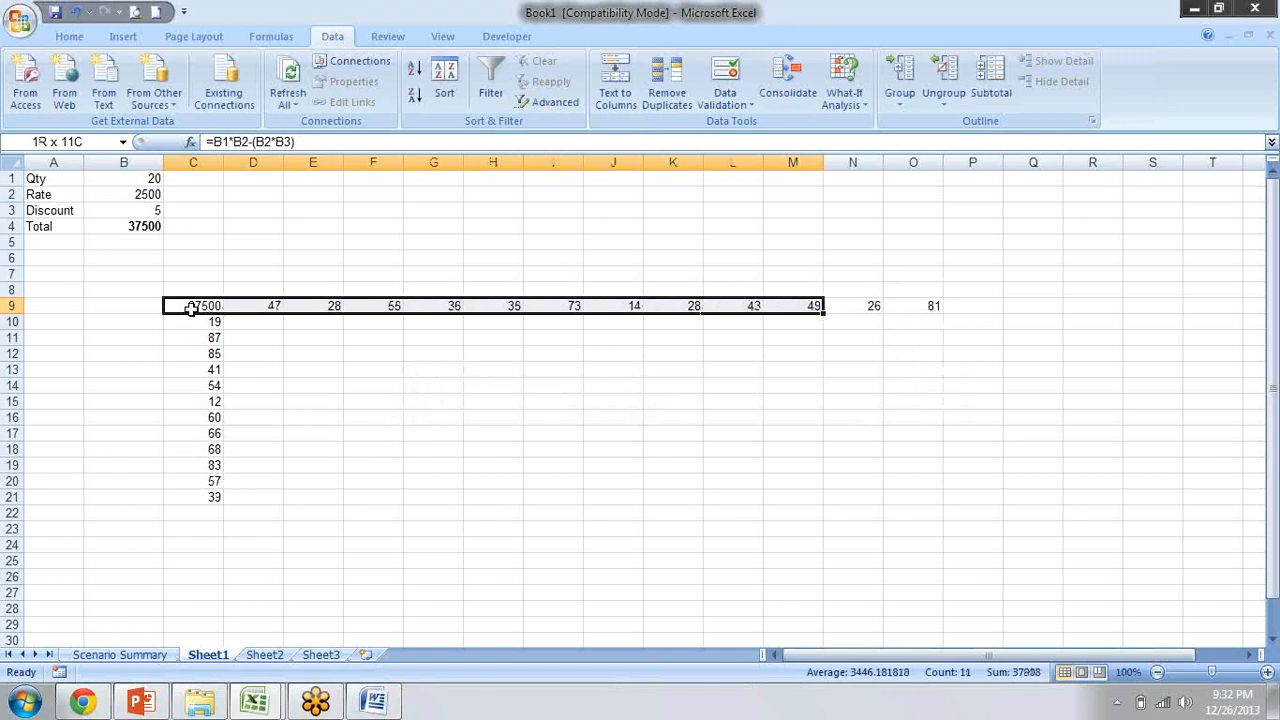 Book1 [Compatibility Mode] - Microsoft Excel
Home Insert Page Layout Formulas Data Review View Developer
From Access
From Web
From Text
From Other Sources
Existing Connections
Get External Data
Refresh All
Connections
Properties
Edit Links
Connections
Sort
Filter
Clear
Reapply
Advanced
Sort & Filter
Text to Columns
Remove Duplicates
Data Validation
Consolidate
What-If Analysis
Data Tools
Group
Ungroup
Subtotal
Show Detail
Hide Detail
Outline
1R x 11C fx =B1*B2-(B2*B3)
A B C D E F G H I J K L M N O P Q R S T
1 Qty 20
2 Rate 2500
3 Discount 5
4 Total 37500
5
6
7
8
9 37500 47 28 55 36 35 73 14 28 43 49 26 81
10 19
11 87
12 85
13 41
14 54
15 12
16 60
17 66
18 68
19 83
20 57
21 39
22
23
24
25
26
27
28
29
30
Scenario Summary Sheet1 Sheet2 Sheet3
Ready Average: 3446.181818 Count: 11 Sum: 37908 100%
9:32 PM
12/26/2013